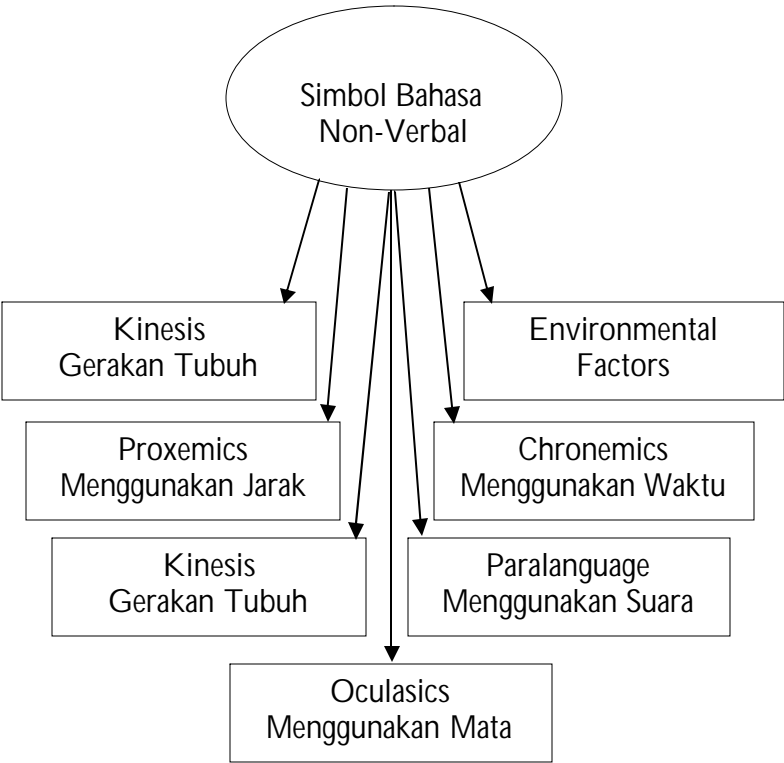 Simbol Bahasa
Non-Verbal
Kinesis
Gerakan Tubuh
Environmental
Factors
Proxemics
Menggunakan Jarak
Chronemics
Menggunakan Waktu
Kinesis
Gerakan Tubuh
Paralanguage
Menggunakan Suara
Oculasics
Menggunakan Mata